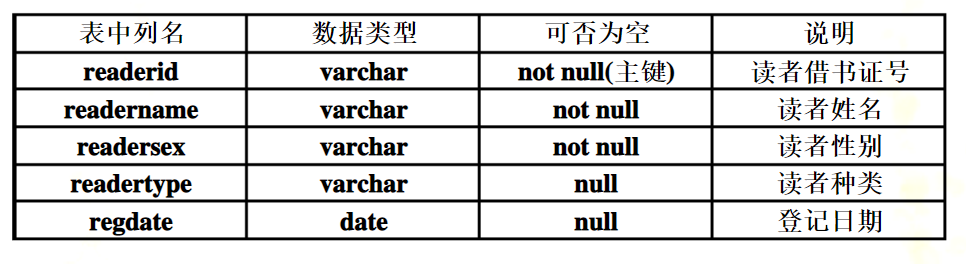 表中列名 数据类型 可否为空 说明
readerid varchar not null(主键) 读者借书证号
readername varchar not null 读者姓名
readersex varchar not null 读者性别
readertype varchar null 读者种类
regdate date null 登记日期